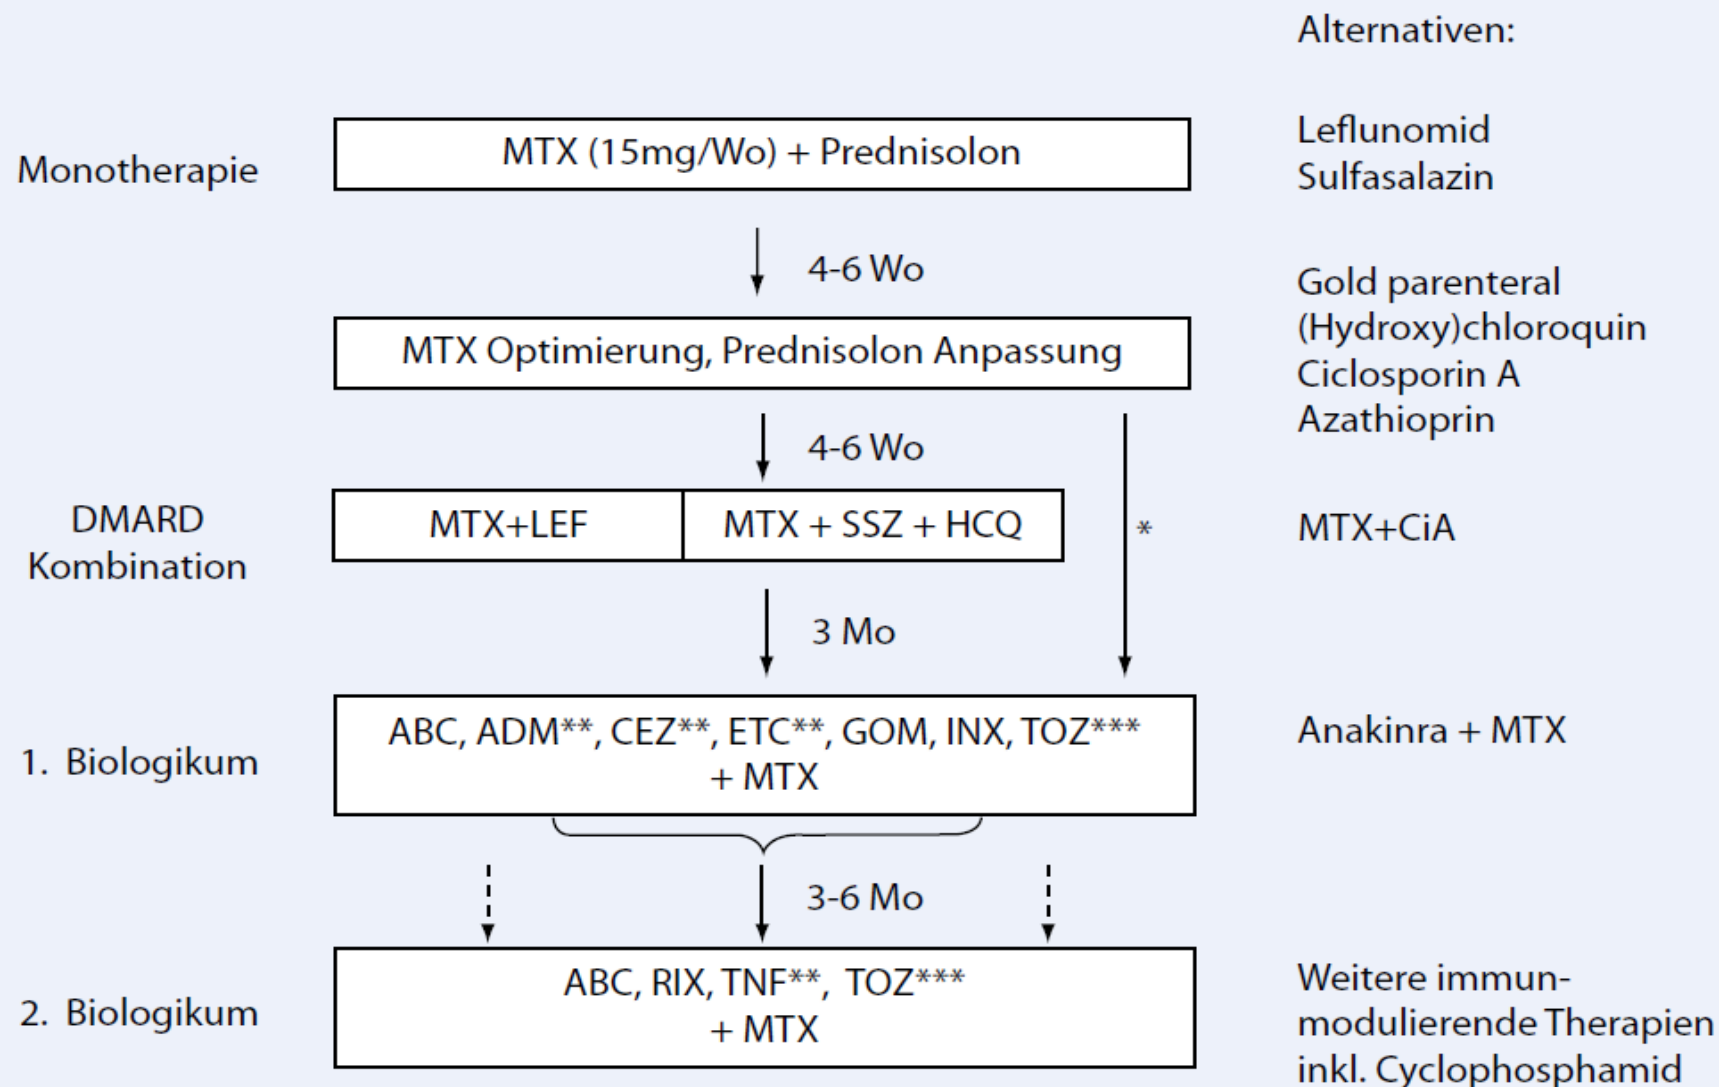 Alternativen:
Monotherapie
MTX (15mg/Wo) + Prednisolon
Leflunomid
Sulfasalazin
4-6 Wo
MTX Optimierung, Prednisolon Anpassung
Gold parenteral
(Hydroxy)chloroquin
Ciclosporin A
Azathioprin
4-6 Wo
DMARD
Kombination
MTX+LEF
MTX + SSZ + HCQ
*
MTX+CiA
3 Mo
1. Biologikum
ABC, ADM**, CEZ**, ETC**, GOM, INX, TOZ***
+ MTX
Anakinra + MTX
3-6 Mo
2. Biologikum
ABC, RIX, TNF**, TOZ***
+ MTX
Weitere immun-
modulierende Therapien
inkl. Cyclophosphamid